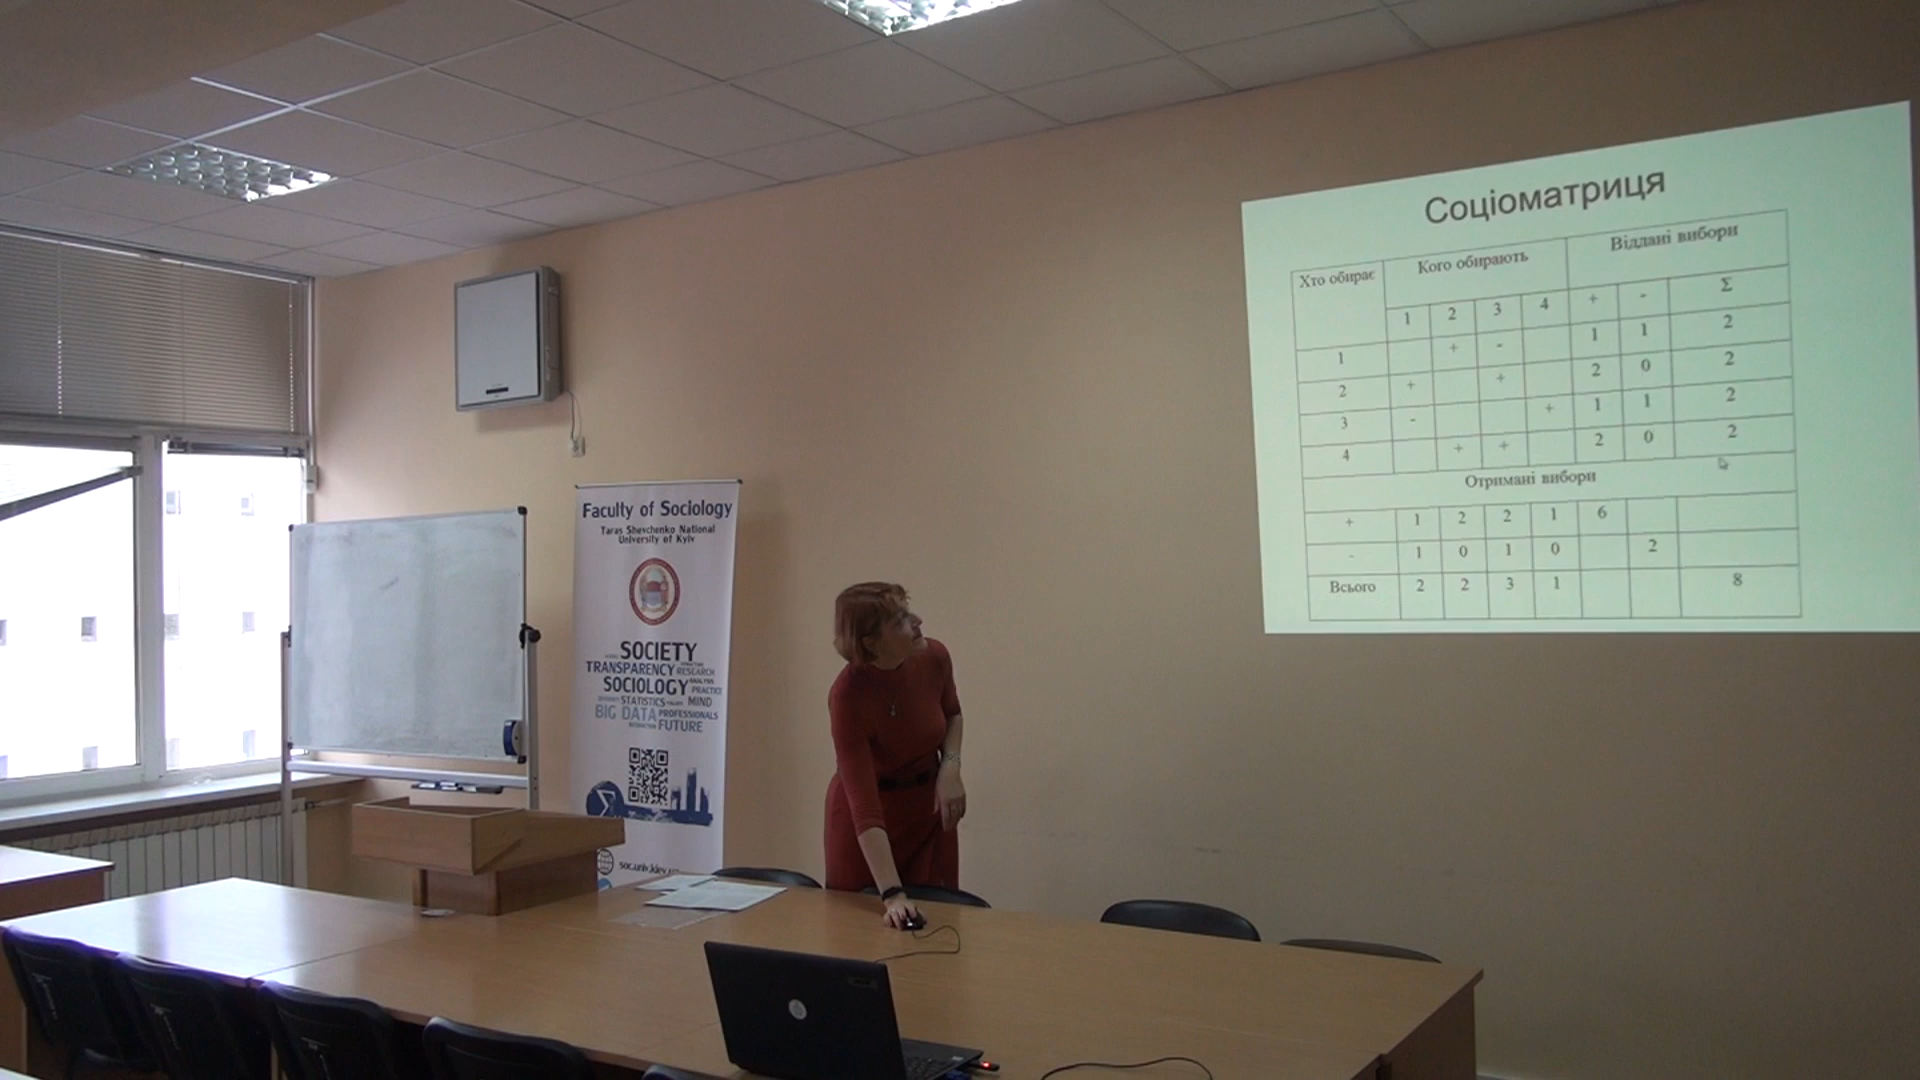 Соціоматриця
Хто обирає Кого обирають Віддані вибори
1 2 3 4 + - Σ
1 + - 1 1 2
2 + + 2 0 2
3 - + 1 1 2
4 + + 2 0 2
Отримані вибори
+ 1 2 2 1 6
- 1 0 1 0 2
Всього 2 2 3 1 8
Faculty of Sociology
Taras Shevchenko National
University of Kyiv
SOCIETY
TRANSPARENCY RESEARCH
SOCIOLOGY PRACTICE
STATISTICS MIND
BIG DATA PROFESSIONALS
FUTURE
Σ